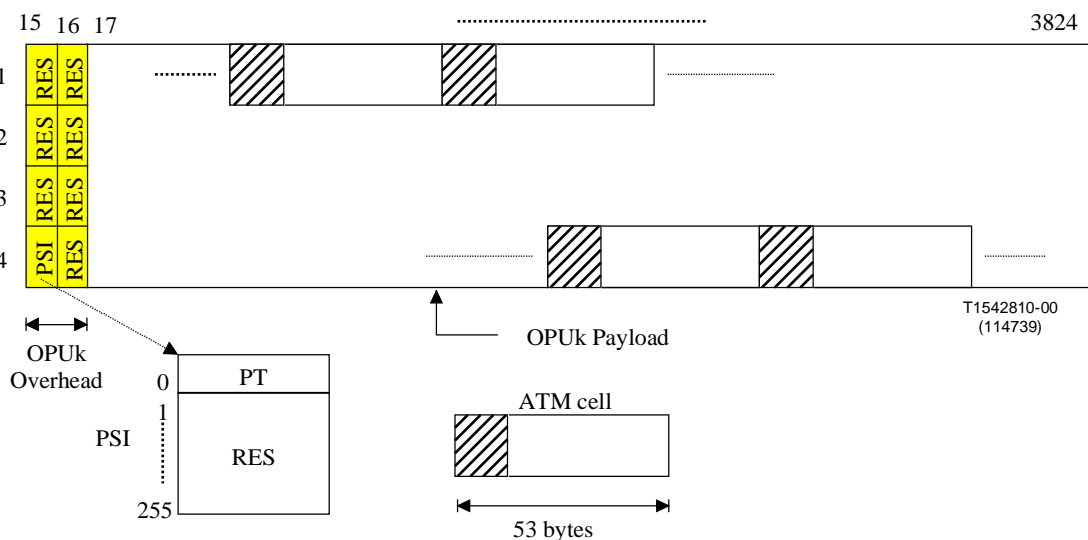 15 16 17 3824
1 RES RES
2 RES RES
3 RES RES
4 PSI RES
T1542810-00
(114739)
OPUk Payload
OPUk
Overhead
0 PT
1
PSI
RES
255
ATM cell
53 bytes